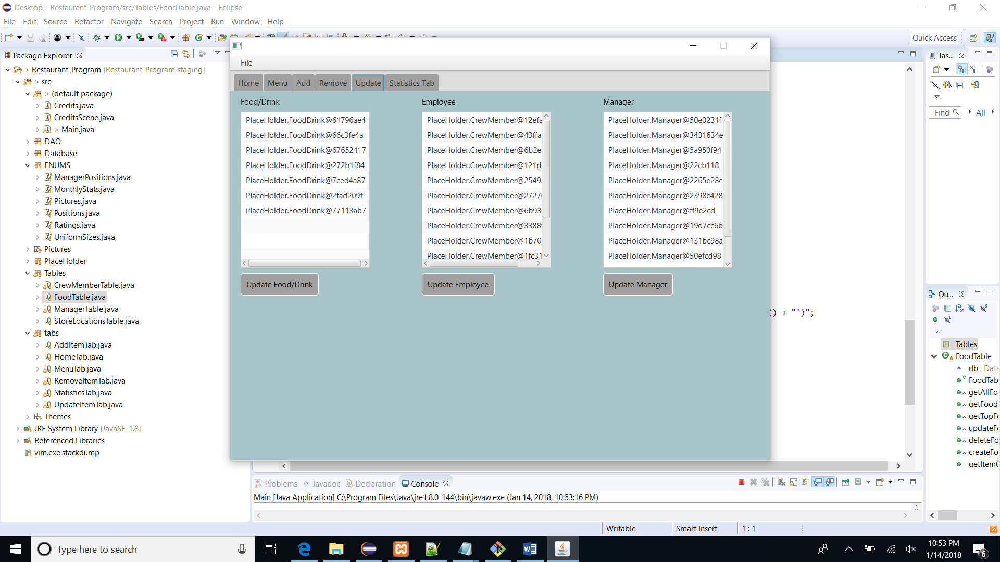 Desktop - Restaurant-Program/src/Tables/FoodTable.java - Eclipse
File Edit Source Refactor Navigate Search Project Run Window Help
Quick Access
Package Explorer
> Restaurant-Program [Restaurant-Program staging]
> src
> (default package)
Credits.java
CreditsScene.java
> Main.java
DAO
Database
ENUMS
ManagerPositions.java
MonthlyStats.java
Pictures.java
Positions.java
Ratings.java
UniformSizes.java
Pictures
PlaceHolder
Tables
CrewMemberTable.java
FoodTable.java
ManagerTable.java
StoreLocationsTable.java
tabs
AddItemTab.java
HomeTab.java
MenuTab.java
RemoveItemTab.java
StatisticsTab.java
UpdateItemTab.java
Themes
JRE System Library [JavaSE-1.8]
Referenced Libraries
vim.exe.stackdump
File
Home Menu Add Remove Update Statistics Tab
Food/Drink
PlaceHolder.FoodDrink@61796ae4
PlaceHolder.FoodDrink@66c3fe4a
PlaceHolder.FoodDrink@67652417
PlaceHolder.FoodDrink@272b1f84
PlaceHolder.FoodDrink@7ced4a87
PlaceHolder.FoodDrink@2fad209f
PlaceHolder.FoodDrink@77113ab7
Update Food/Drink
Employee
PlaceHolder.CrewMember@12efa
PlaceHolder.CrewMember@43ffa
PlaceHolder.CrewMember@6b2e
PlaceHolder.CrewMember@121d
PlaceHolder.CrewMember@2549
PlaceHolder.CrewMember@2727
PlaceHolder.CrewMember@6b93
PlaceHolder.CrewMember@3388
PlaceHolder.CrewMember@1b70
PlaceHolder.CrewMember@1fc31
Update Employee
Manager
PlaceHolder.Manager@50e0231f
PlaceHolder.Manager@3431634e
PlaceHolder.Manager@5a950f94
PlaceHolder.Manager@22cb118
PlaceHolder.Manager@2265e28c
PlaceHolder.Manager@2398c428
PlaceHolder.Manager@ff9e2cd
PlaceHolder.Manager@19d7cc6b
PlaceHolder.Manager@131bc98a
PlaceHolder.Manager@50efcd98
Update Manager
() + "')";
Tas...
Find All
Ou...
Tables
FoodTable
db : Data
FoodTab
getAllFo
getFood
getTopFo
updateFo
deleteFo
createFo
getItemC
Problems @ Javadoc Declaration Console
Main [Java Application] C:\Program Files\Java\jre1.8.0_144\bin\javaw.exe (Jan 14, 2018, 10:53:16 PM)
Writable Smart Insert 1 : 1
Type here to search
10:53 PM
1/14/2018
6